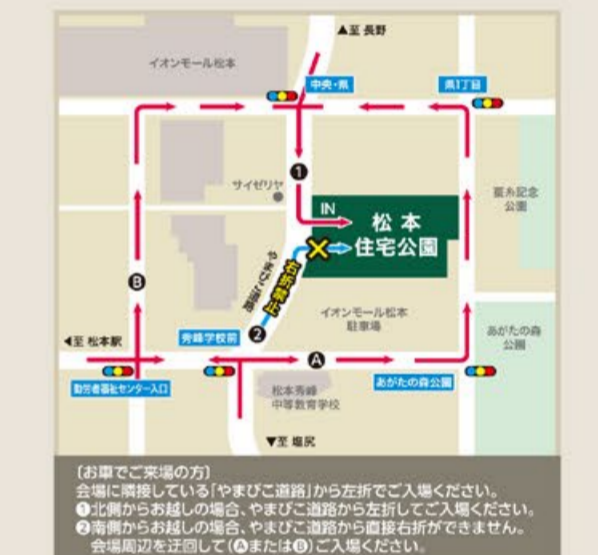 ▲至 長野
イオンモール松本
中央・県
県1丁目
❶
サイゼリヤ
IN
松本
住宅公園
蚕糸記念
公園
右折禁止
やまびこ道路
Ⓑ
❷
イオンモール松本
駐車場
◀至 松本駅
秀峰学校前
Ⓐ
あがたの森
公園
勤労者福祉センター入口
松本秀峰
中等教育学校
あがたの森公園
▼至 塩尻
〔お車でご来場の方〕
会場に隣接している「やまびこ道路」から左折でご入場ください。
❶北側からお越しの場合、やまびこ道路から左折してご入場ください。
❷南側からお越しの場合、やまびこ道路から直接右折ができません。
会場周辺を迂回して(ⒶまたはⒷ)ご入場ください。